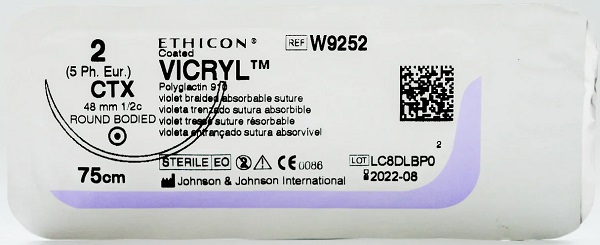 2
(5 Ph. Eur.)
CTX
48 mm 1/2c
ROUND BODIED
75cm
ETHICON®
Coated
VICRYL™
Polyglactin 910
violet braided absorbable suture
violeta trenzado sutura absorbible
violet tressé suture résorbable
violeta entrançado sutura absorvível
STERILE EO 2 CE 0086
Johnson & Johnson International
REF W9252
2
LOT LC8DLBP0
2022-08